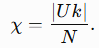 χ = |Uk| / N.